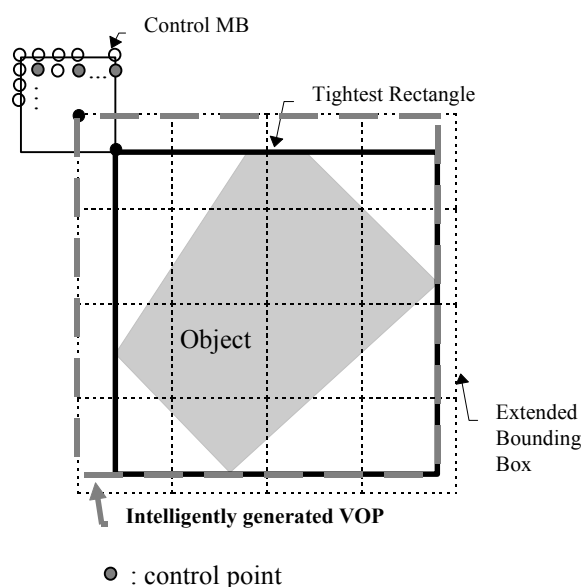 Control MB
Tightest Rectangle
Object
Extended
Bounding
Box
Intelligently generated VOP
: control point